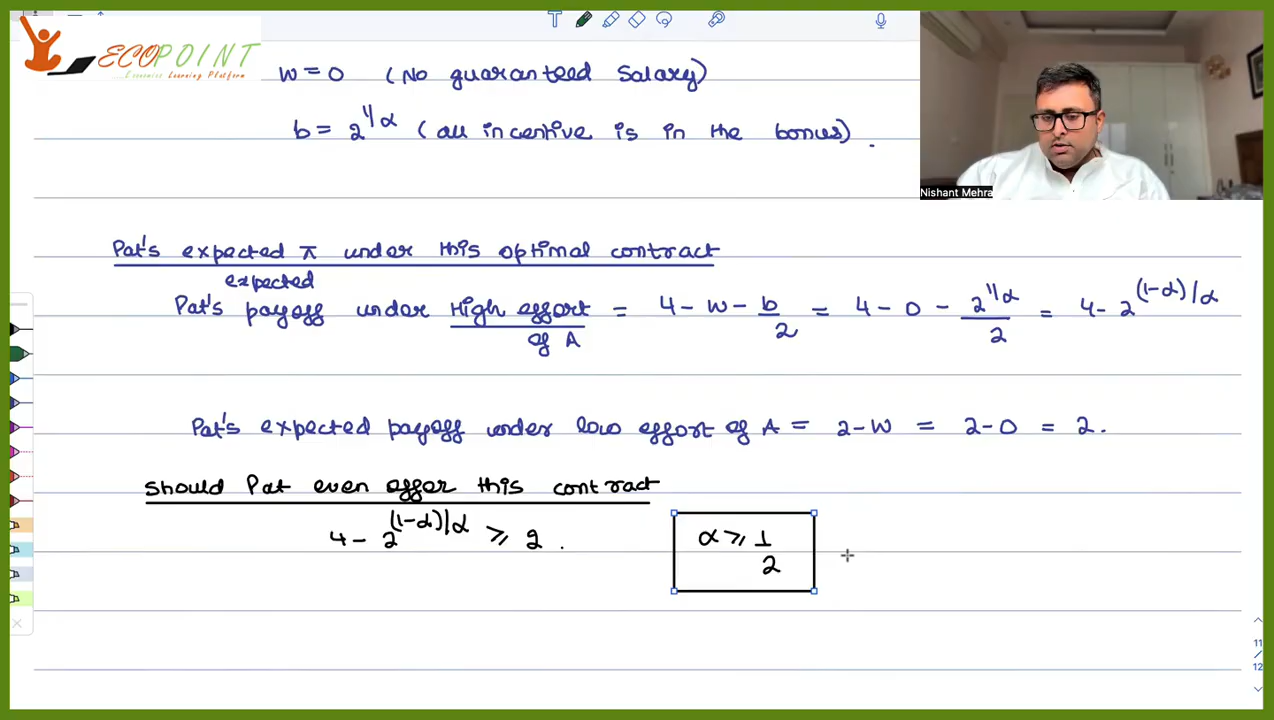 ECOPOINT
Economics Learning Platform
w = 0 (No guaranteed salary)
b = 2^1/α (all incentive is in the bonus).
Nishant Mehra
Pat's expected π under this optimal contract
expected
Pat's payoff under High effort = 4 - w - b/2 = 4 - 0 - 2^1/α/2 = 4 - 2^(1-α)/α
of A
Pat's expected payoff under low effort of A = 2 - W = 2 - 0 = 2.
should Pat even offer this contract
4 - 2^(1-α)/α ⩾ 2. α ⩾ 1/2
11
/
12